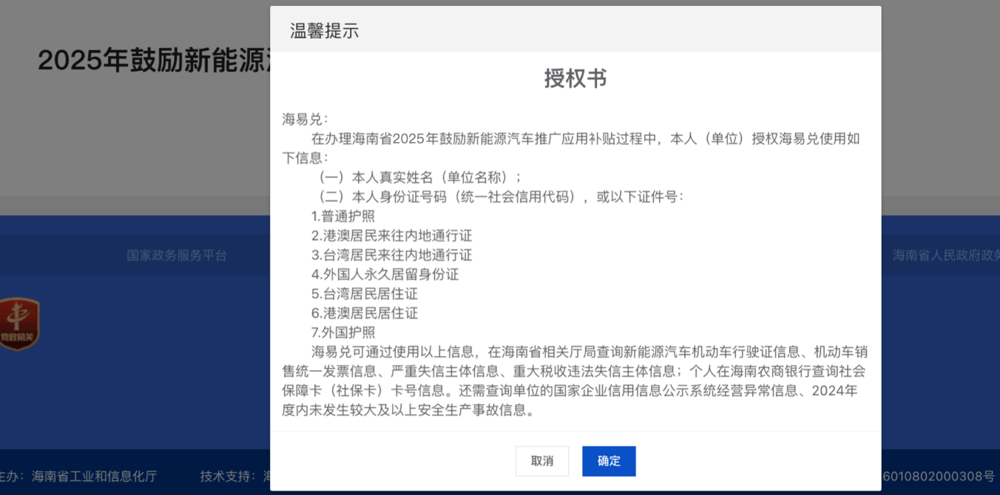 温馨提示
2025年鼓励新能源
授权书
海易兑：
在办理海南省2025年鼓励新能源汽车推广应用补贴过程中，本人（单位）授权海易兑使用如
下信息：
（一）本人真实姓名（单位名称）；
（二）本人身份证号码（统一社会信用代码），或以下证件号：
1.普通护照
2.港澳居民来往内地通行证
3.台湾居民来往内地通行证
4.外国人永久居留身份证
5.台湾居民居住证
6.港澳居民居住证
7.外国护照
海易兑可通过使用以上信息，在海南省相关厅局查询新能源汽车机动车行驶证信息、机动车销
售统一发票信息、严重失信主体信息、重大税收违法失信主体信息；个人在海南农商银行查询社会
保障卡（社保卡）卡号信息。还需查询单位的国家企业信用信息公示系统经营异常信息、2024年
度内未发生较大及以上安全生产事故信息。
取消
确定
国家政务服务平台
海南省人民政府政务
党政机关
主办：海南省工业和信息化厅
技术支持：海
6010802000308号